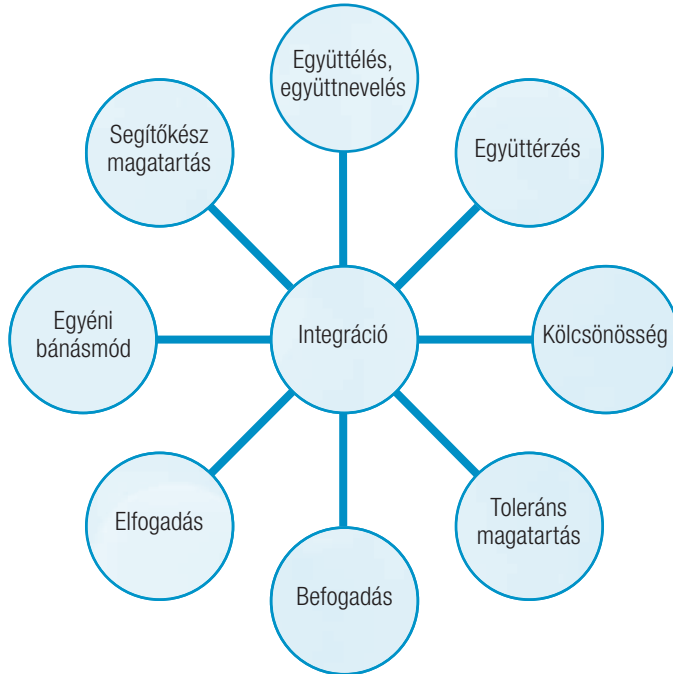 Együttélés,
együttnevelés
Segítőkész
magatartás
Együttérzés
Egyéni
bánásmód
Integráció
Kölcsönösség
Elfogadás
Toleráns
magatartás
Befogadás